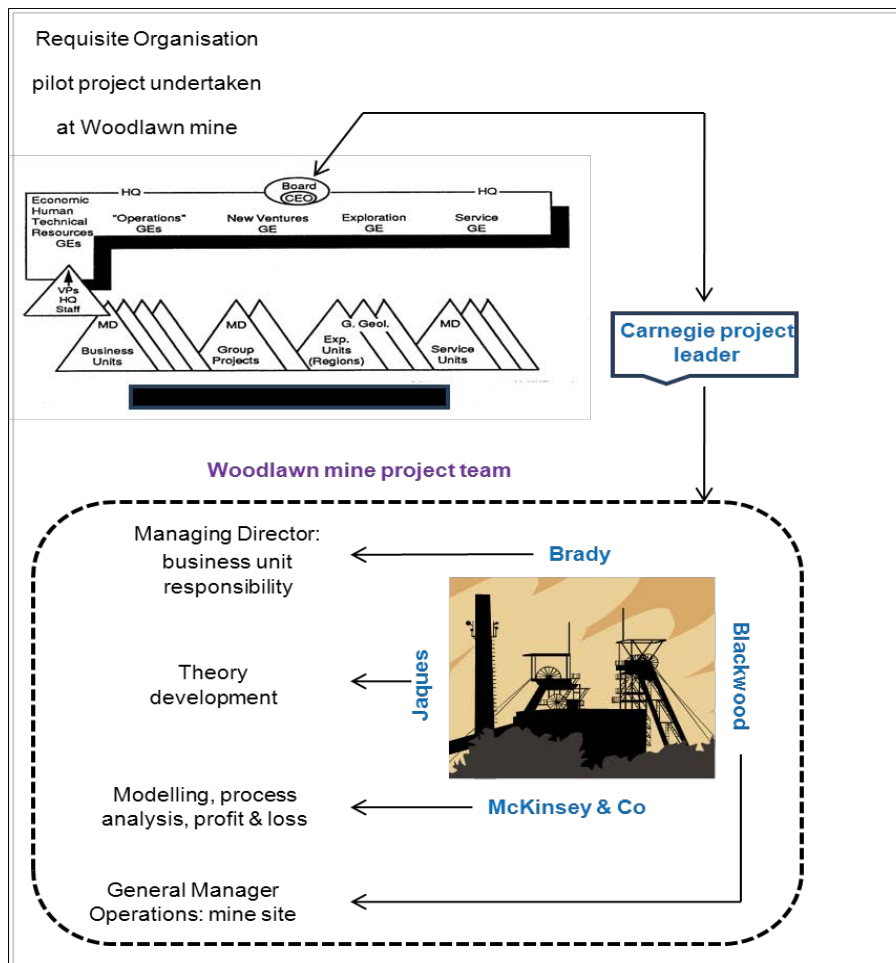 Requisite Organisation
pilot project undertaken
at Woodlawn mine
HQ
Board
CEO
HQ
Economic
Human
Technical
Resources
GEs
"Operations"
GEs
New Ventures
GE
Exploration
GE
Service
GE
VPs
HQ
Staff
MD
Business
Units
MD
Group
Projects
G. Geol.
Exp.
Units
(Regions)
MD
Service
Units
Carnegie project
leader
Woodlawn mine project team
Managing Director:
business unit
responsibility
Brady
Theory
development
Jaques
Blackwood
Modelling, process
analysis, profit & loss
McKinsey & Co
General Manager
Operations: mine site